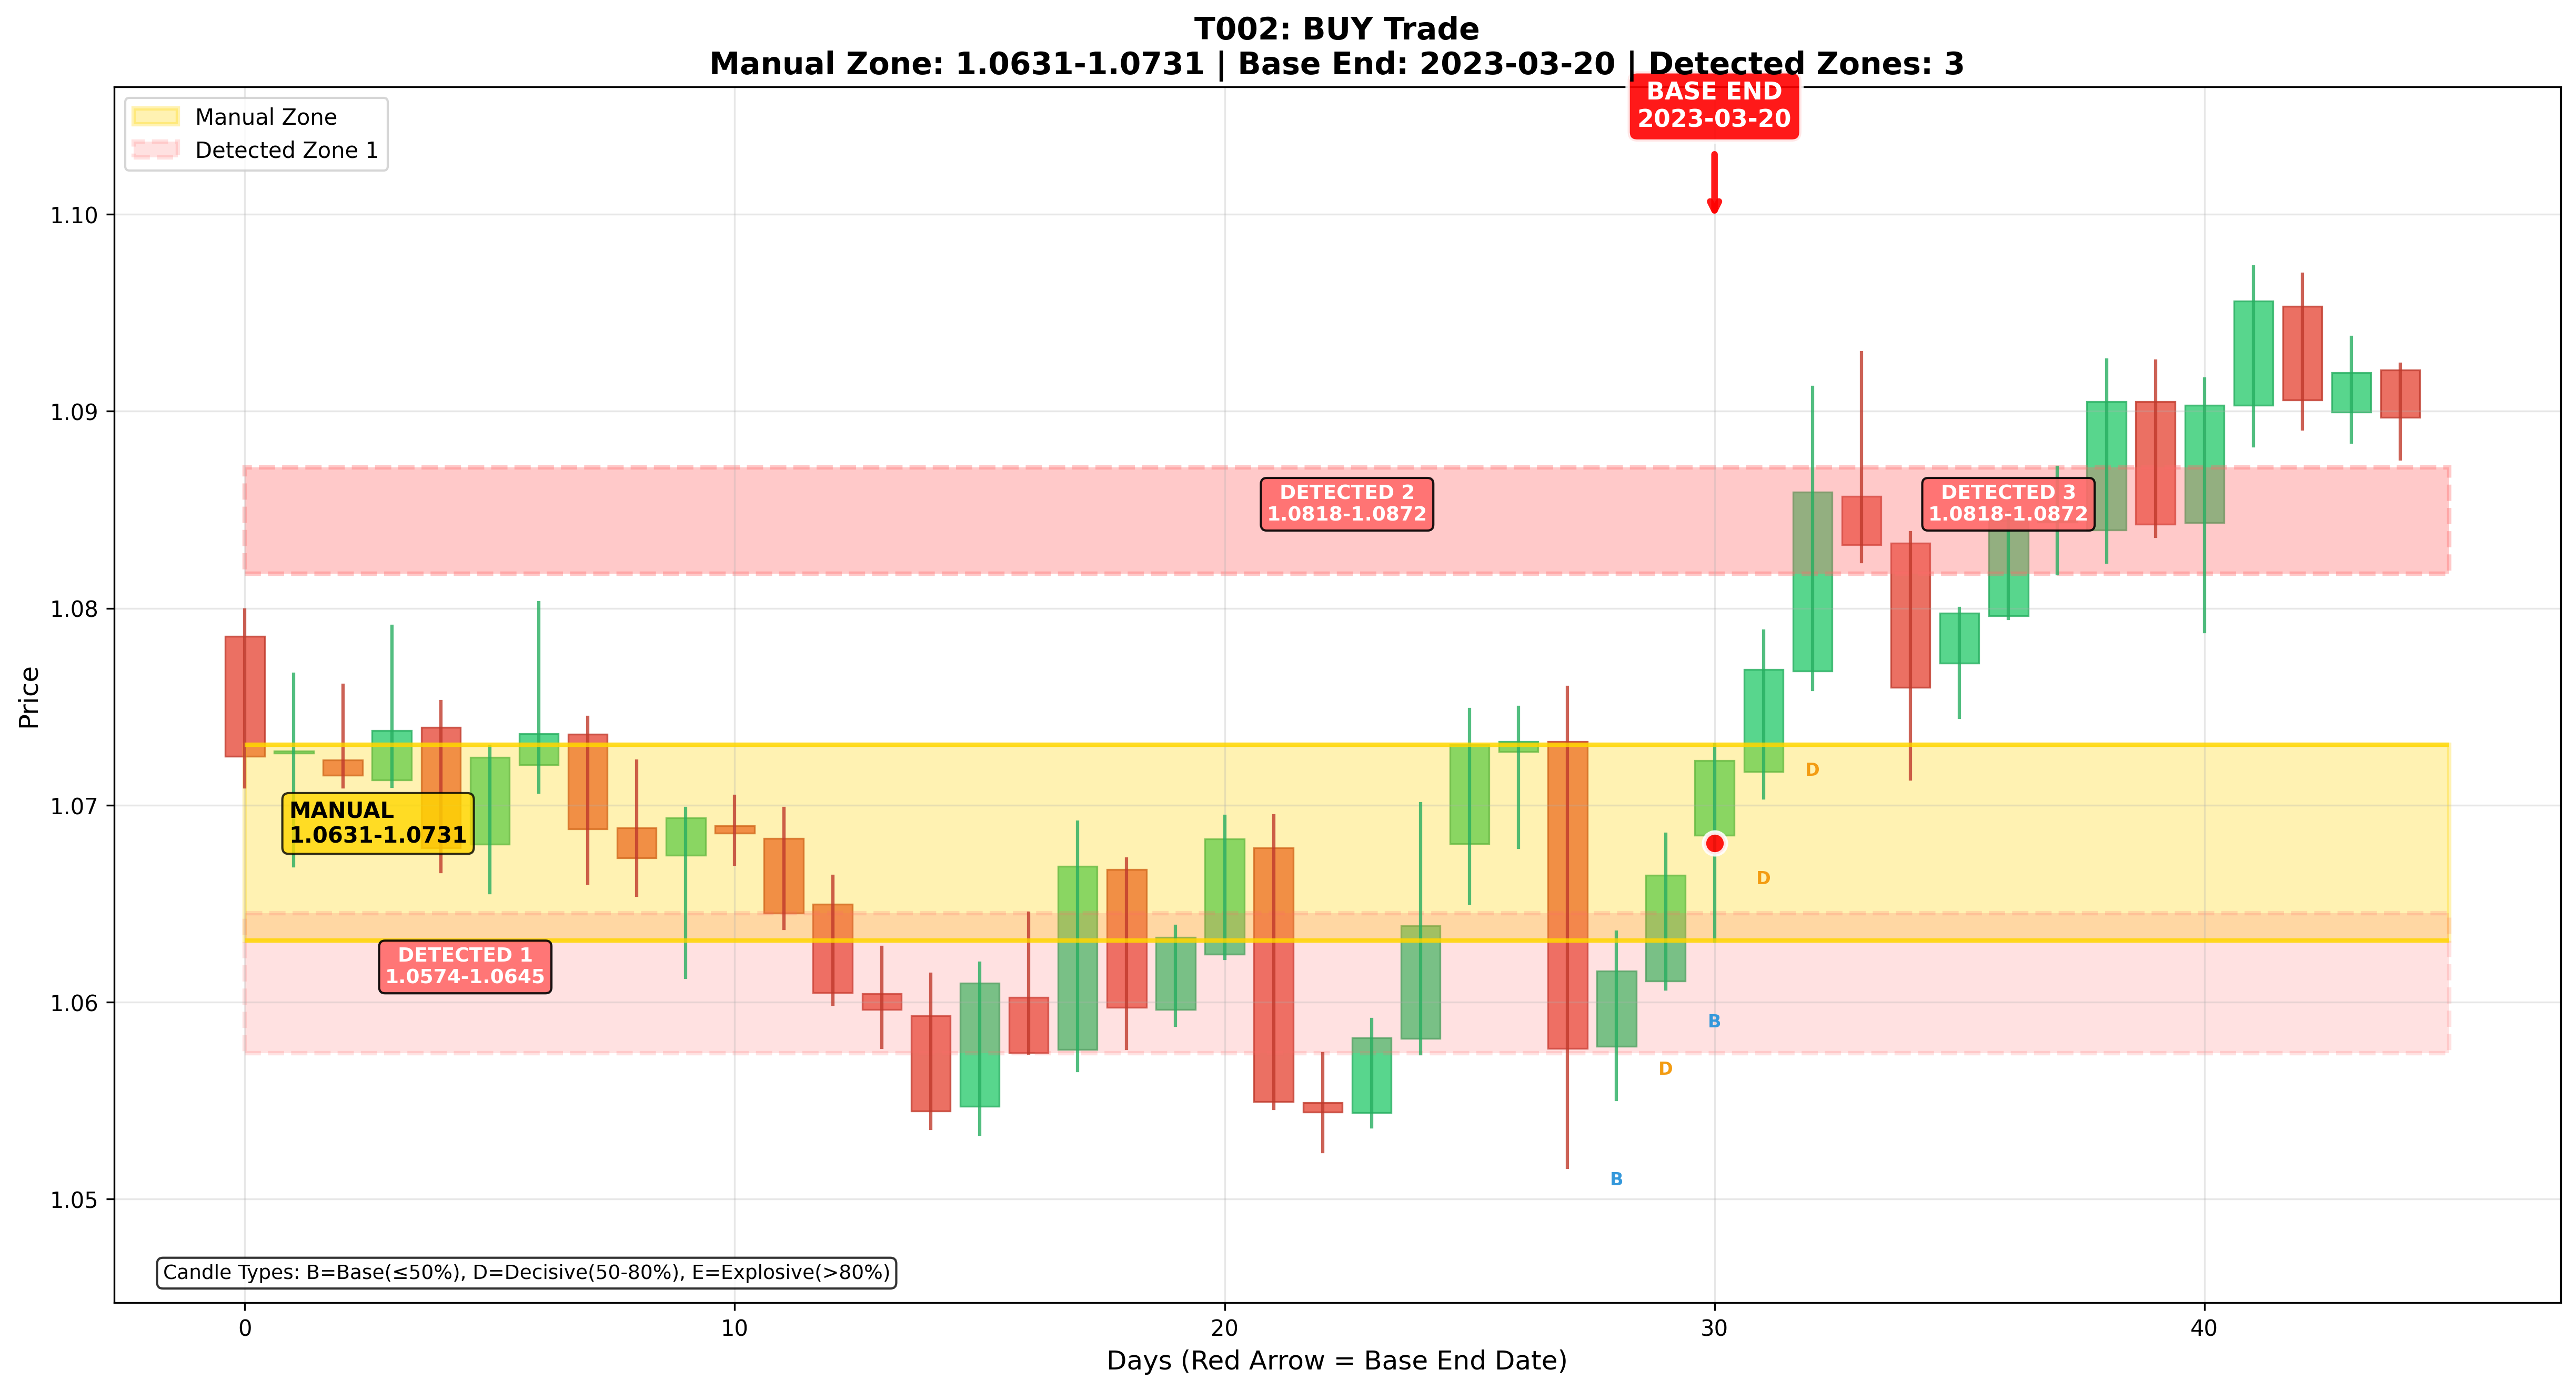 T002: BUY Trade
Manual Zone: 1.0631-1.0731 | Base End: 2023-03-20 | Detected Zones: 3
BASE END
2023-03-20
Manual Zone
Detected Zone 1
1.10
1.09
1.08
1.07
1.06
1.05
Price
DETECTED 2
1.0818-1.0872
DETECTED 3
1.0818-1.0872
MANUAL
1.0631-1.0731
DETECTED 1
1.0574-1.0645
D
D
B
D
B
Candle Types: B=Base(≤50%), D=Decisive(50-80%), E=Explosive(>80%)
0
10
20
30
40
Days (Red Arrow = Base End Date)